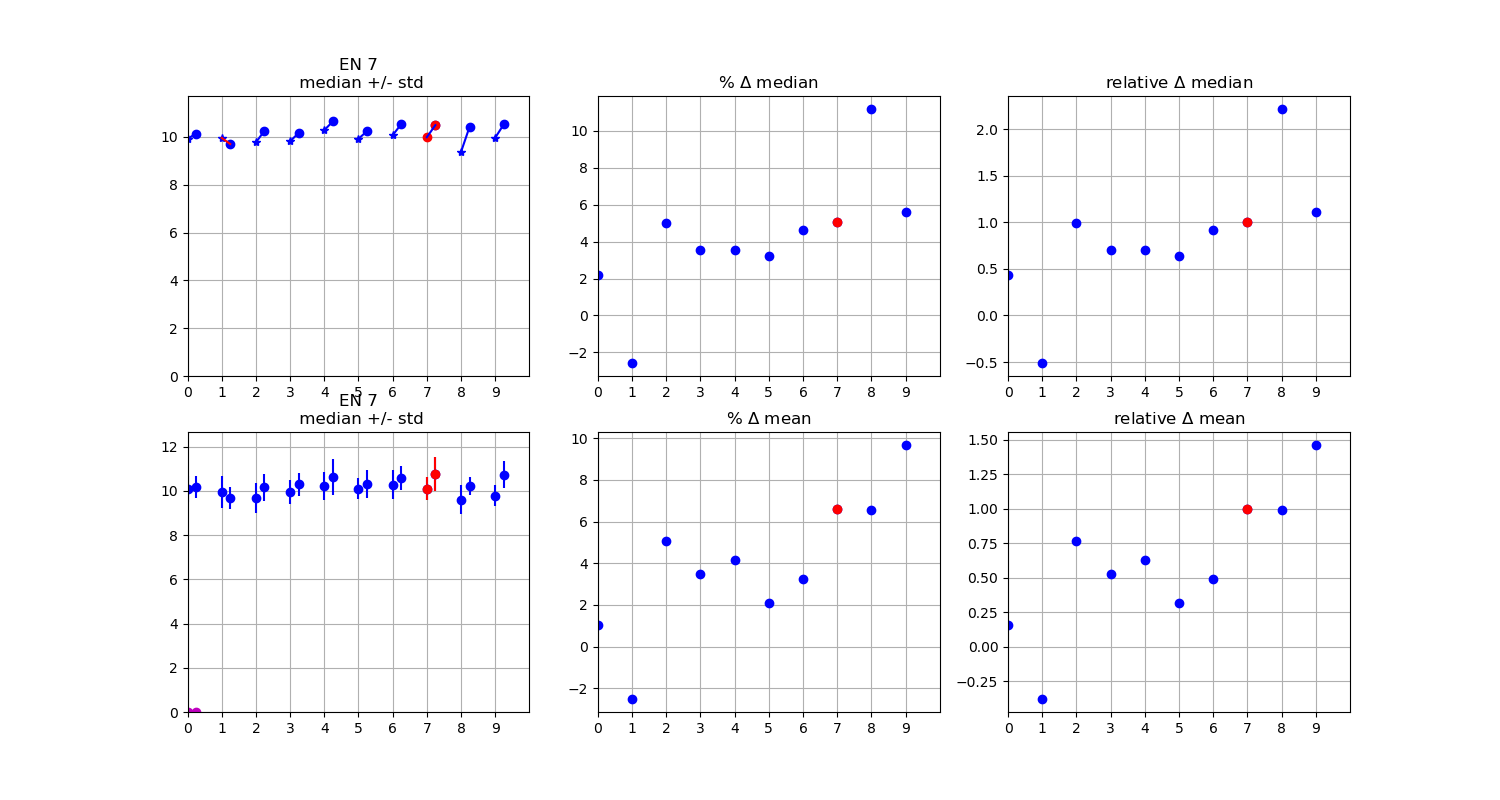 EN 7
median +/- std
% Δ median
relative Δ median
10
8
6
4
2
0
0 1 2 3 4 5 6 7 8 9
10
8
6
4
2
0
−2
0 1 2 3 4 5 6 7 8 9
2.0
1.5
1.0
0.5
0.0
−0.5
0 1 2 3 4 5 6 7 8 9
EN 7
median +/- std
% Δ mean
relative Δ mean
12
10
8
6
4
2
0
0 1 2 3 4 5 6 7 8 9
10
8
6
4
2
0
−2
0 1 2 3 4 5 6 7 8 9
1.50
1.25
1.00
0.75
0.50
0.25
0.00
−0.25
0 1 2 3 4 5 6 7 8 9